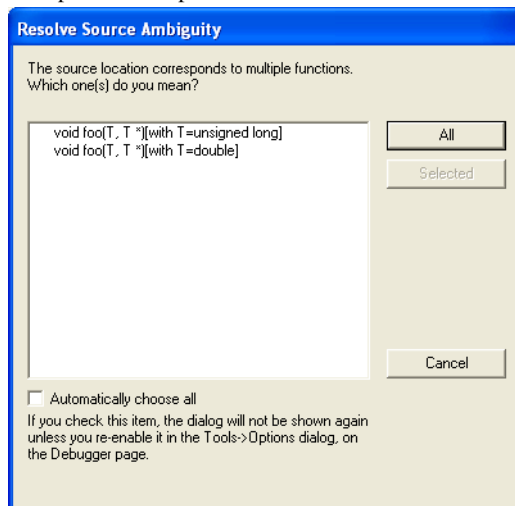 Resolve Source Ambiguity
The source location corresponds to multiple functions.
Which one(s) do you mean?
void foo(T, T *)[with T=unsigned long]
void foo(T, T *)[with T=double]
All
Selected
Cancel
Automatically choose all
If you check this item, the dialog will not be shown again
unless you re-enable it in the Tools->Options dialog, on
the Debugger page.